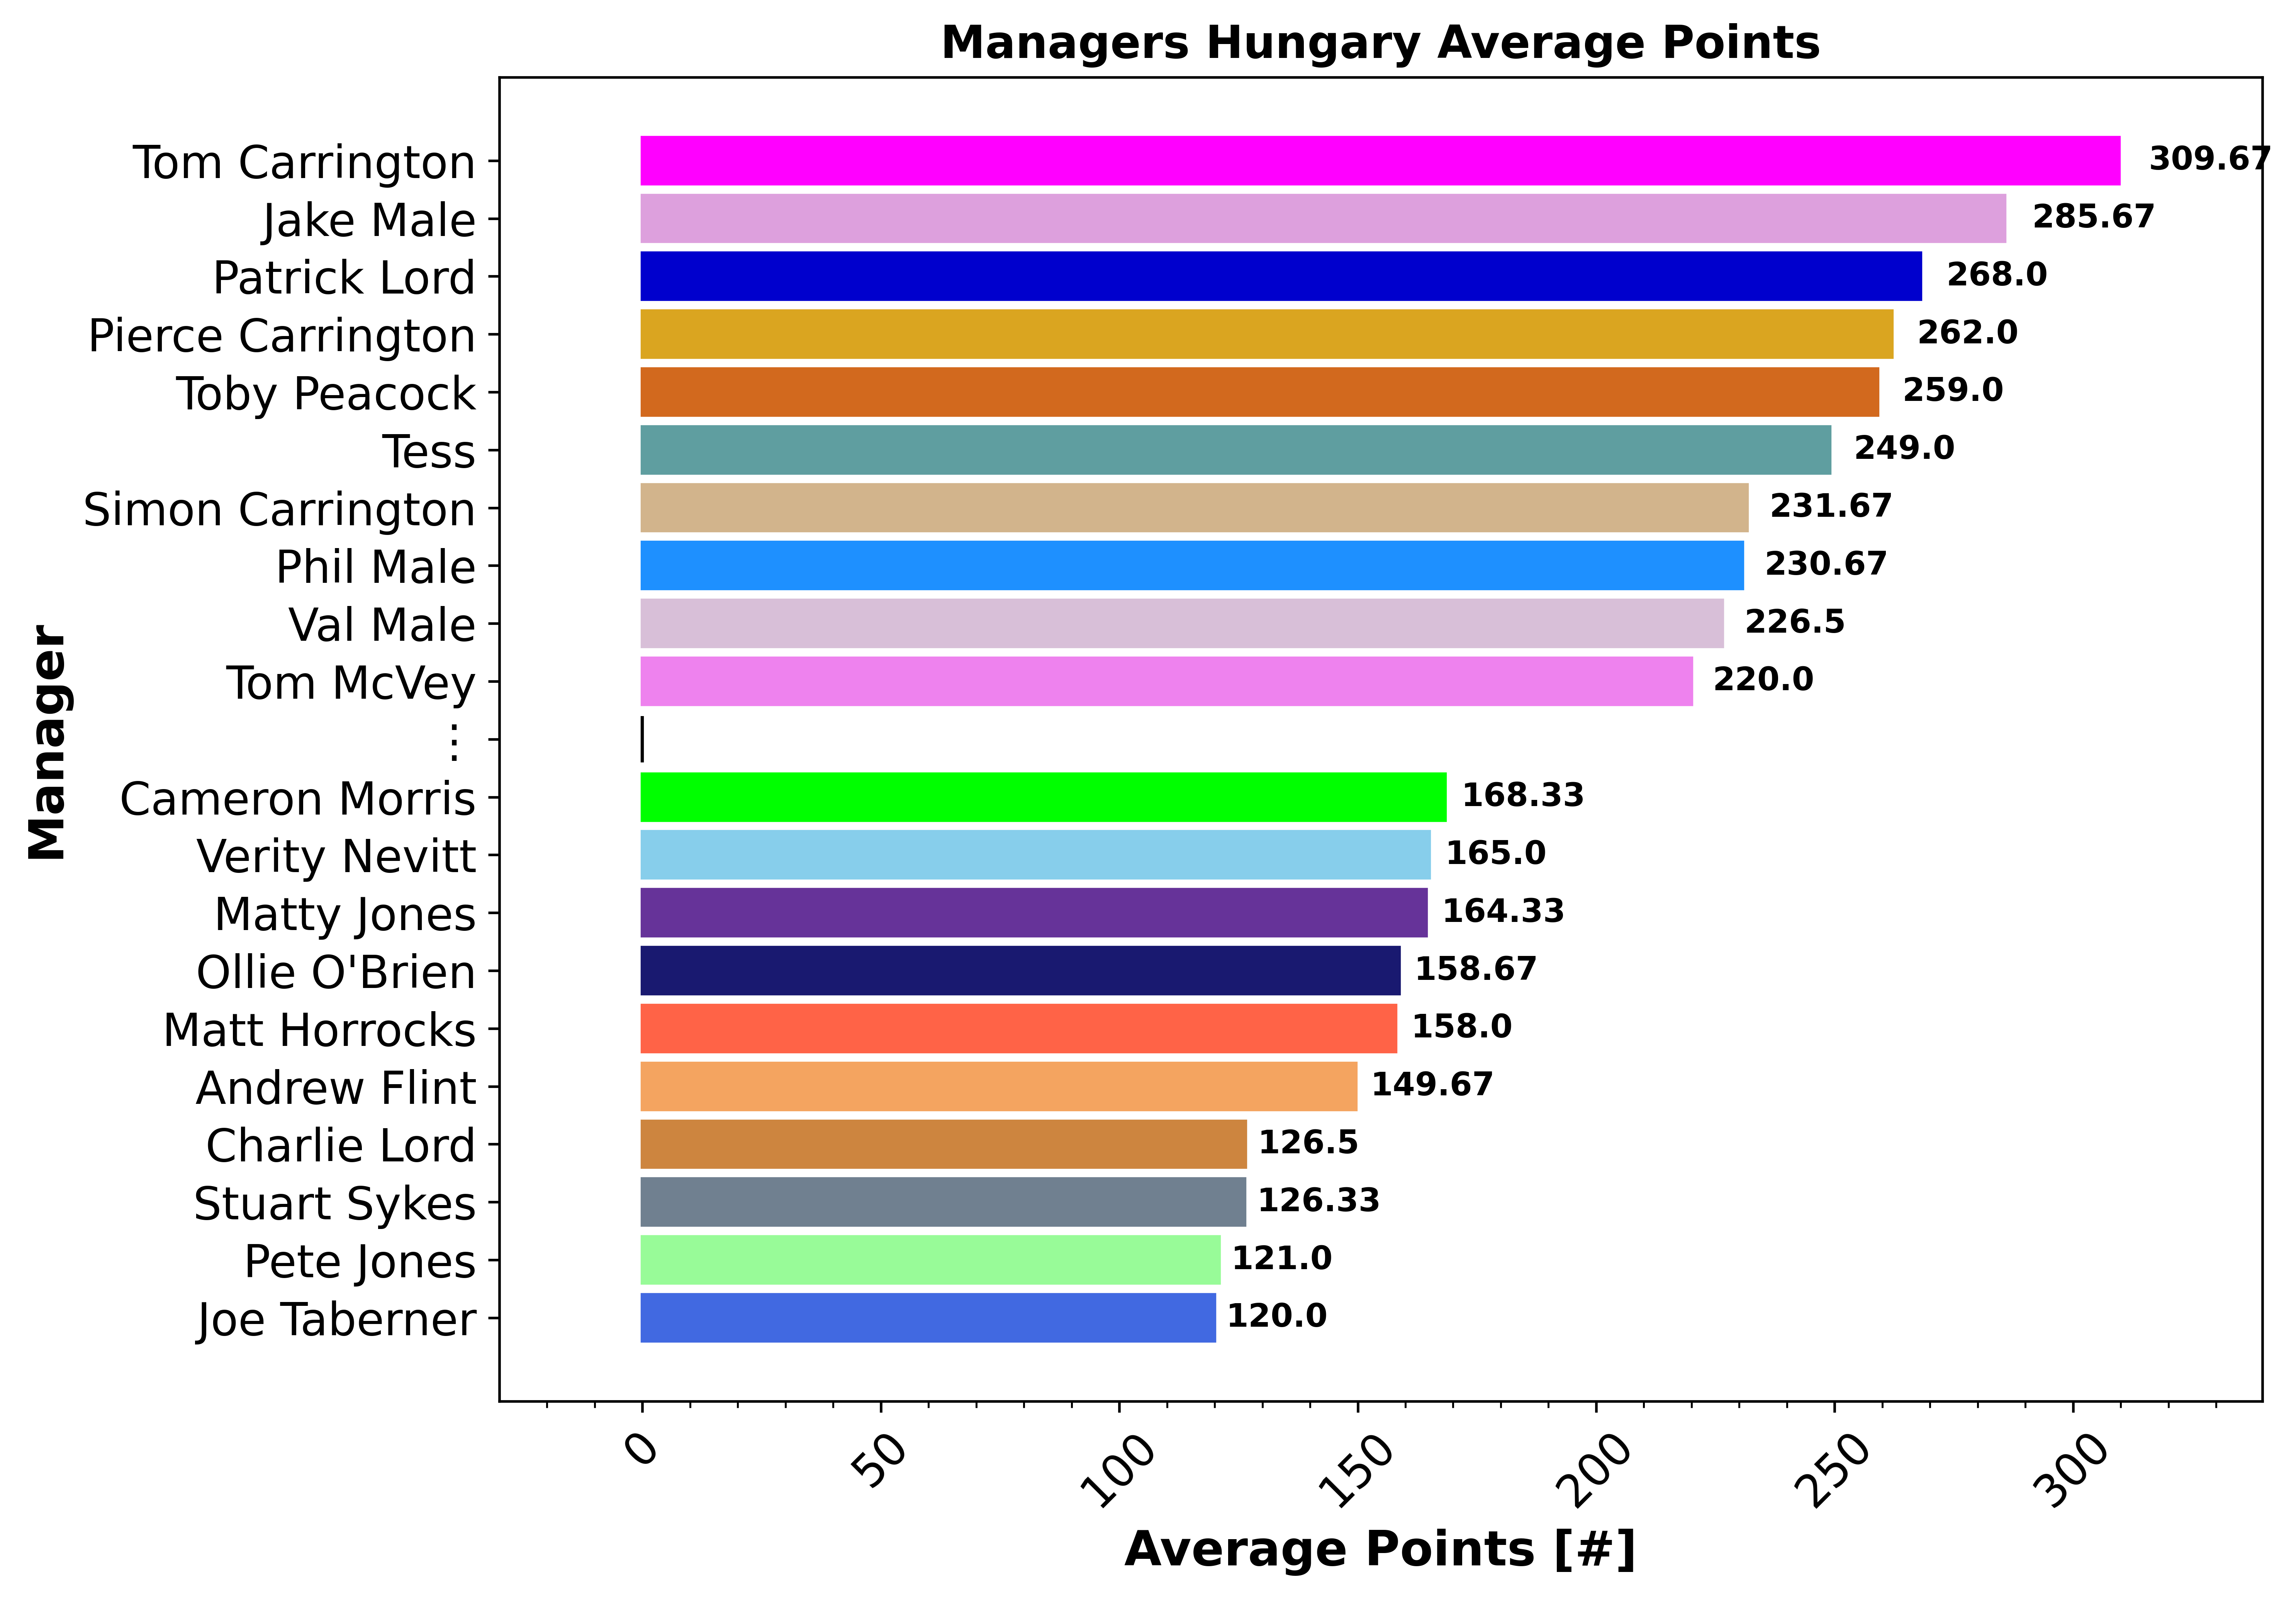 Managers Hungary Average Points
Tom Carrington 309.67
Jake Male 285.67
Patrick Lord 268.0
Pierce Carrington 262.0
Toby Peacock 259.0
Tess 249.0
Simon Carrington 231.67
Phil Male 230.67
Val Male 226.5
Tom McVey 220.0
⋮
Cameron Morris 168.33
Verity Nevitt 165.0
Matty Jones 164.33
Ollie O'Brien 158.67
Matt Horrocks 158.0
Andrew Flint 149.67
Charlie Lord 126.5
Stuart Sykes 126.33
Pete Jones 121.0
Joe Taberner 120.0
Manager
0 50 100 150 200 250 300
Average Points [#]